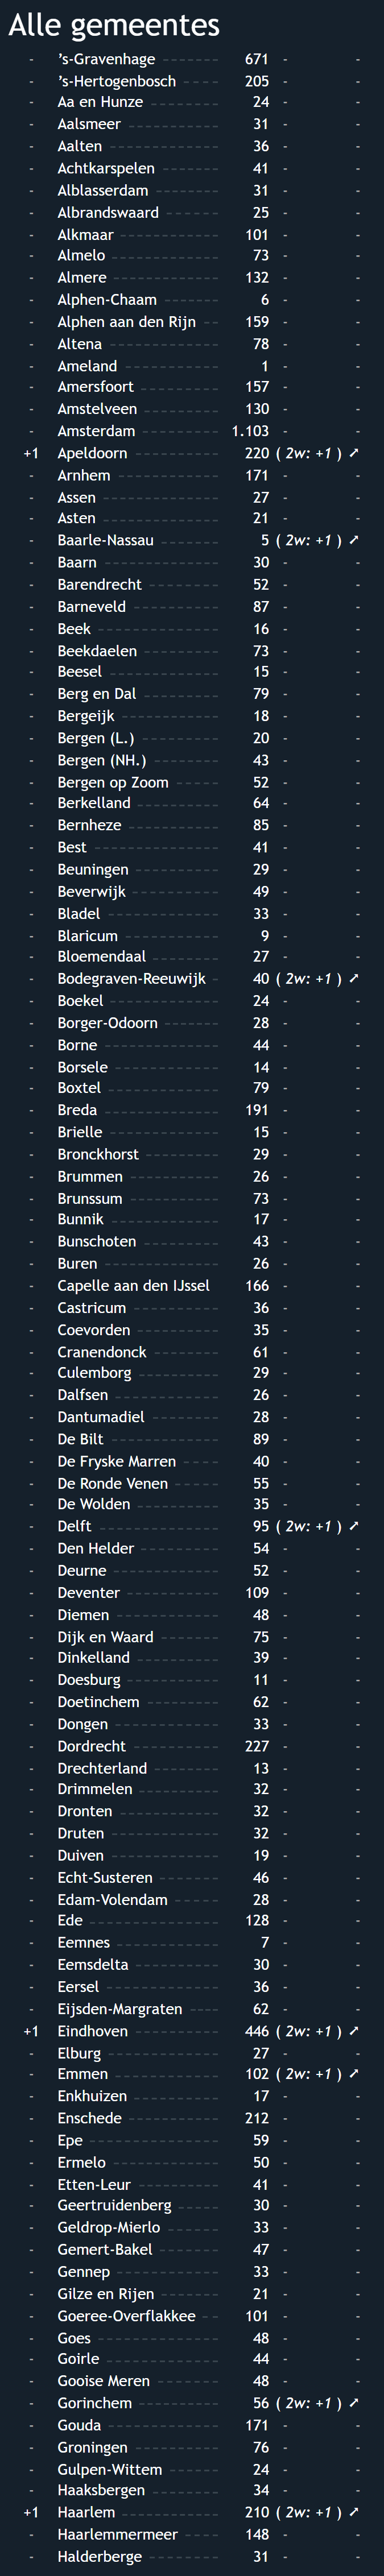 Alle gemeentes
- ’s-Gravenhage 671 - -
- ’s-Hertogenbosch 205 - -
- Aa en Hunze 24 - -
- Aalsmeer 31 - -
- Aalten 36 - -
- Achtkarspelen 41 - -
- Alblasserdam 31 - -
- Albrandswaard 25 - -
- Alkmaar 101 - -
- Almelo 73 - -
- Almere 132 - -
- Alphen-Chaam 6 - -
- Alphen aan den Rijn 159 - -
- Altena 78 - -
- Ameland 1 - -
- Amersfoort 157 - -
- Amstelveen 130 - -
- Amsterdam 1.103 - -
+1 Apeldoorn 220 ( 2w: +1 ) ↗
- Arnhem 171 - -
- Assen 27 - -
- Asten 21 - -
- Baarle-Nassau 5 ( 2w: +1 ) ↗
- Baarn 30 - -
- Barendrecht 52 - -
- Barneveld 87 - -
- Beek 16 - -
- Beekdaelen 73 - -
- Beesel 15 - -
- Berg en Dal 79 - -
- Bergeijk 18 - -
- Bergen (L.) 20 - -
- Bergen (NH.) 43 - -
- Bergen op Zoom 52 - -
- Berkelland 64 - -
- Bernheze 85 - -
- Best 41 - -
- Beuningen 29 - -
- Beverwijk 49 - -
- Bladel 33 - -
- Blaricum 9 - -
- Bloemendaal 27 - -
- Bodegraven-Reeuwijk 40 ( 2w: +1 ) ↗
- Boekel 24 - -
- Borger-Odoorn 28 - -
- Borne 44 - -
- Borsele 14 - -
- Boxtel 79 - -
- Breda 191 - -
- Brielle 15 - -
- Bronckhorst 29 - -
- Brummen 26 - -
- Brunssum 73 - -
- Bunnik 17 - -
- Bunschoten 43 - -
- Buren 26 - -
- Capelle aan den IJssel 166 - -
- Castricum 36 - -
- Coevorden 35 - -
- Cranendonck 61 - -
- Culemborg 29 - -
- Dalfsen 26 - -
- Dantumadiel 28 - -
- De Bilt 89 - -
- De Fryske Marren 40 - -
- De Ronde Venen 55 - -
- De Wolden 35 - -
- Delft 95 ( 2w: +1 ) ↗
- Den Helder 54 - -
- Deurne 52 - -
- Deventer 109 - -
- Diemen 48 - -
- Dijk en Waard 75 - -
- Dinkelland 39 - -
- Doesburg 11 - -
- Doetinchem 62 - -
- Dongen 33 - -
- Dordrecht 227 - -
- Drechterland 13 - -
- Drimmelen 32 - -
- Dronten 32 - -
- Druten 32 - -
- Duiven 19 - -
- Echt-Susteren 46 - -
- Edam-Volendam 28 - -
- Ede 128 - -
- Eemnes 7 - -
- Eemsdelta 30 - -
- Eersel 36 - -
- Eijsden-Margraten 62 - -
+1 Eindhoven 446 ( 2w: +1 ) ↗
- Elburg 27 - -
- Emmen 102 ( 2w: +1 ) ↗
- Enkhuizen 17 - -
- Enschede 212 - -
- Epe 59 - -
- Ermelo 50 - -
- Etten-Leur 41 - -
- Geertruidenberg 30 - -
- Geldrop-Mierlo 33 - -
- Gemert-Bakel 47 - -
- Gennep 33 - -
- Gilze en Rijen 21 - -
- Goeree-Overflakkee 101 - -
- Goes 48 - -
- Goirle 44 - -
- Gooise Meren 48 - -
- Gorinchem 56 ( 2w: +1 ) ↗
- Gouda 171 - -
- Groningen 76 - -
- Gulpen-Wittem 24 - -
- Haaksbergen 34 - -
+1 Haarlem 210 ( 2w: +1 ) ↗
- Haarlemmermeer 148 - -
- Halderberge 31 - -